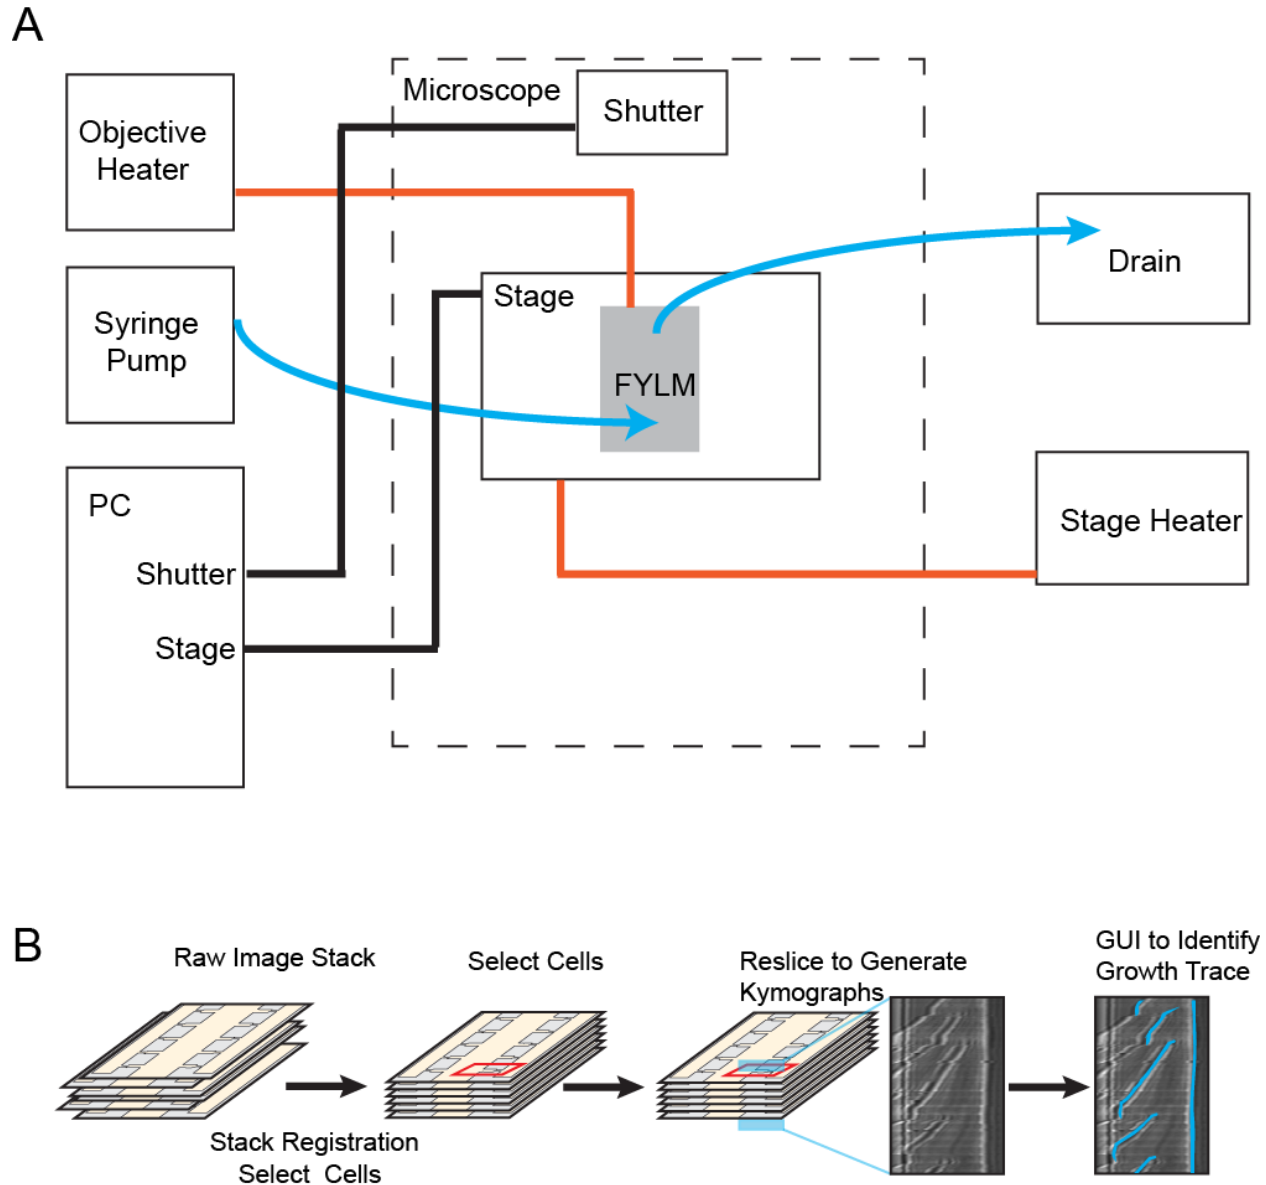 A
Microscope
Shutter
Objective
Heater
Syringe
Pump
Stage
FYLM
Drain
PC
Shutter
Stage
Stage Heater
B
Raw Image Stack
Select Cells
Reslice to Generate
Kymographs
GUI to Identify
Growth Trace
Stack Registration
Select Cells